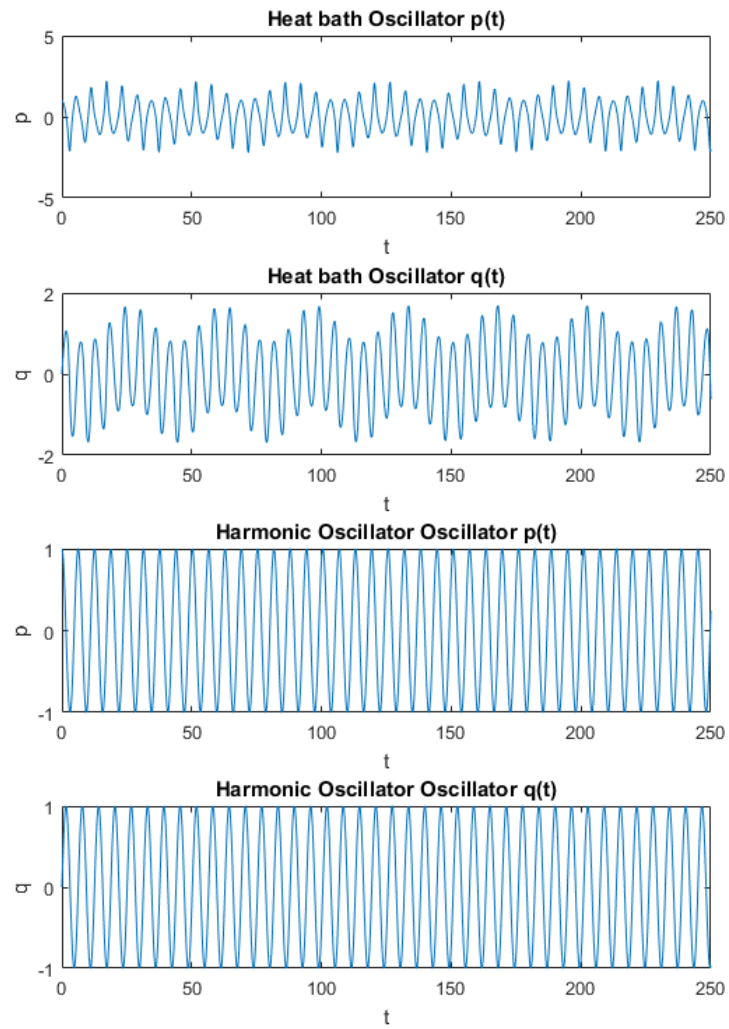 Heat bath Oscillator p(t)
5
0
-5
p
0 50 100 150 200 250
t
Heat bath Oscillator q(t)
2
0
-2
q
0 50 100 150 200 250
t
Harmonic Oscillator Oscillator p(t)
1
0
-1
p
0 50 100 150 200 250
t
Harmonic Oscillator Oscillator q(t)
1
0
-1
q
0 50 100 150 200 250
t